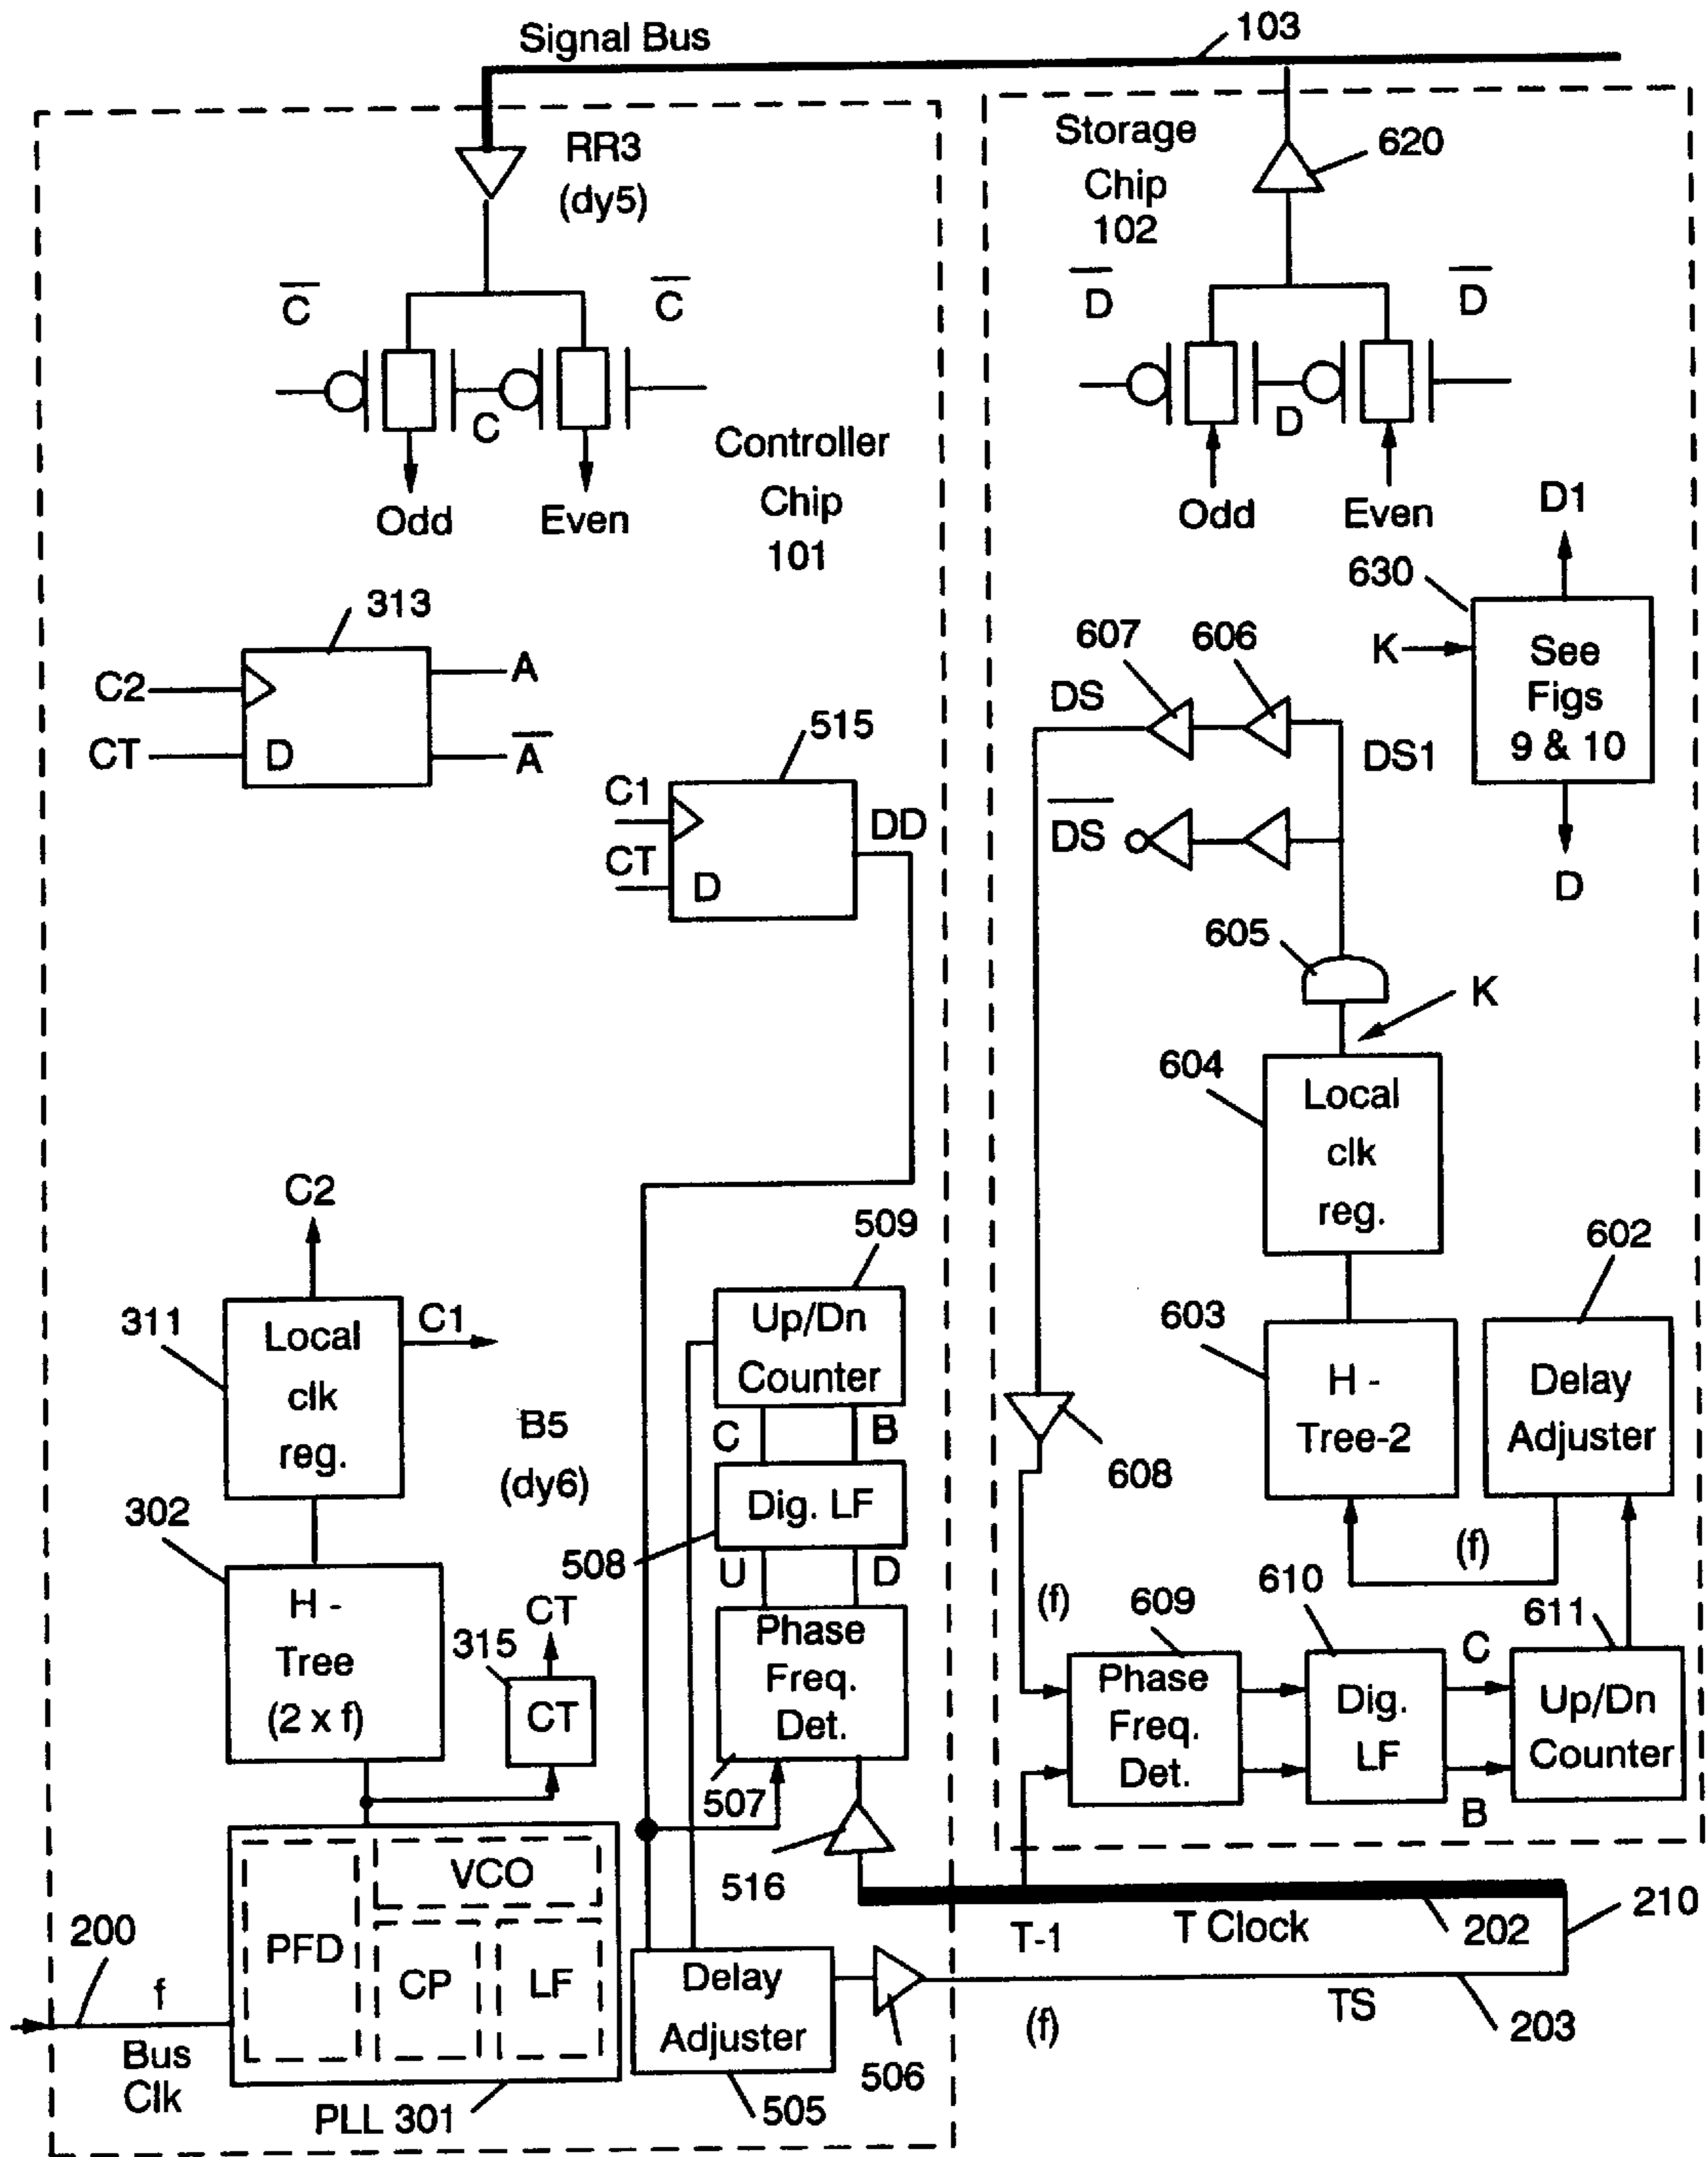 Signal Bus
103
RR3
(dy5)
Storage
Chip
102
620
C
C
D
D
C
D
Odd
Even
Controller
Chip
101
Odd
Even
D1
630
K
See
Figs
9 & 10
D
313
C2
CT
D
A
A
607
606
DS
DS1
DS
515
C1
CT
D
DD
605
K
604
Local
clk
reg.
C2
311
Local
clk
reg.
C1
509
Up/Dn
Counter
C
B
602
Delay
Adjuster
603
H -
Tree-2
B5
(dy6)
608
302
H -
Tree
(2 x f)
508
Dig. LF
U
D
(f)
CT
315
CT
Phase
Freq.
Det.
507
(f)
609
Phase
Freq.
Det.
610
Dig.
LF
C
B
611
Up/Dn
Counter
516
200
f
Bus
Clk
PFD
VCO
CP
LF
PLL 301
T-1
T Clock
202
210
Delay
Adjuster
505
506
(f)
TS
203